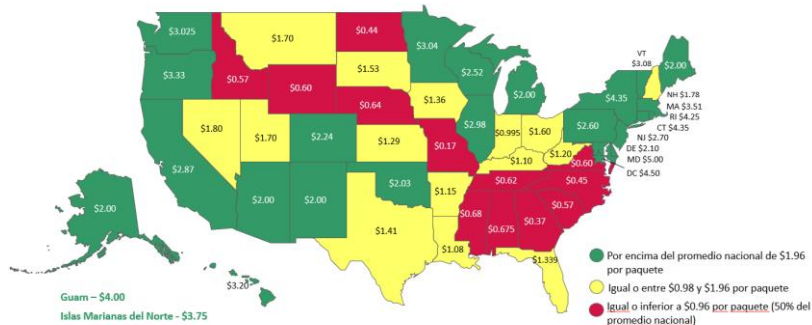 $3.025
$1.70
$0.44
$3.04
VT
$3.08
$2.00
$3.33
$0.57
$1.53
$2.52
$0.60
$2.00
$4.35
NH $1.78
MA $3.51
RI $4.25
CT $4.35
$1.36
$0.64
$2.60
NJ $2.70
DE $2.10
MD $5.00
DC $4.50
$1.80
$1.70
$2.24
$2.98
$0.995
$1.60
$1.20
$0.60
$2.87
$1.29
$0.17
$1.10
$0.45
$0.62
$2.00
$2.00
$2.03
$1.15
$0.57
$2.00
$0.68
$0.675
$0.37
$1.41
$1.08
$1.339
$3.20
Guam – $4.00
Islas Marianas del Norte - $3.75
Por encima del promedio nacional de $1.96
por paquete
Igual o entre $0.98 y $1.96 por paquete
Igual o inferior a $0.96 por paquete (50% del
promedio nacional)